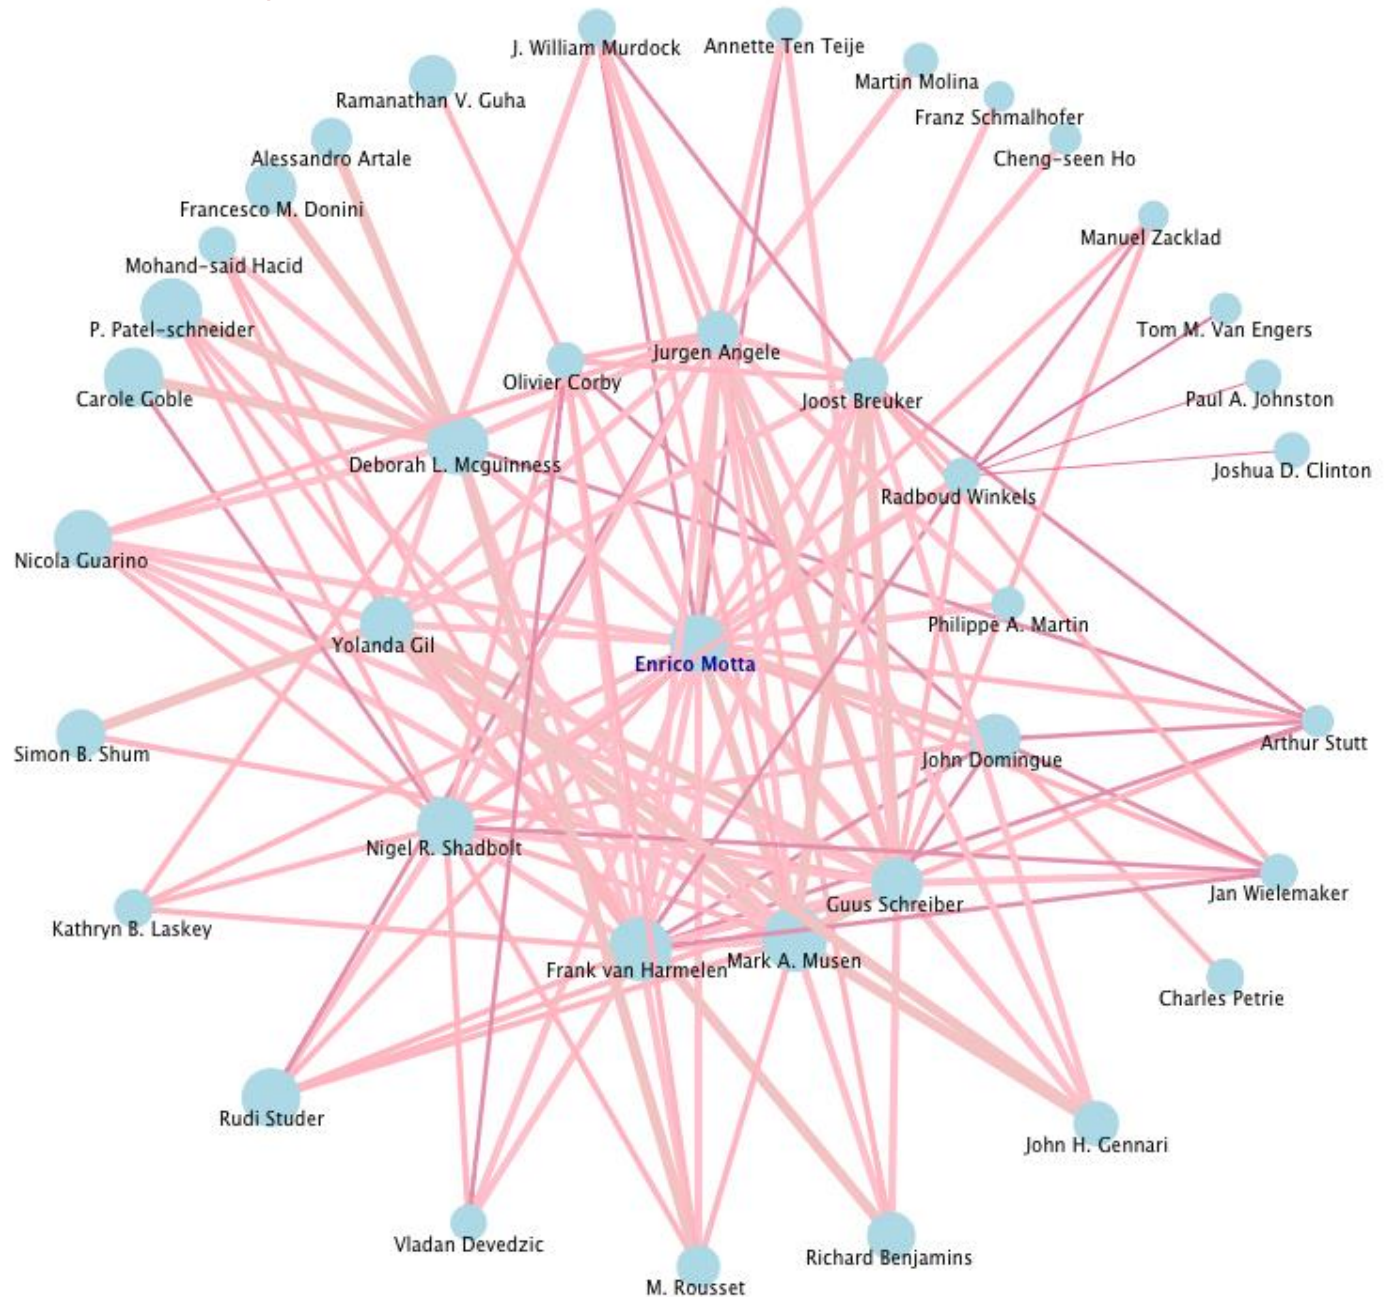 J. William Murdock
Annette Ten Teije
Martin Molina
Ramanathan V. Guha
Franz Schmalhofer
Alessandro Artale
Cheng-seen Ho
Francesco M. Donini
Manuel Zacklad
Mohand-said Hacid
P. Patel-schneider
Tom M. Van Engers
Jurgen Angele
Olivier Corby
Carole Goble
Paul A. Johnston
Joost Breuker
Deborah L. Mcguinness
Joshua D. Clinton
Radboud Winkels
Nicola Guarino
Philippe A. Martin
Yolanda Gil
Enrico Motta
Arthur Stutt
Simon B. Shum
John Domingue
Nigel R. Shadbolt
Jan Wielemaker
Guus Schreiber
Kathryn B. Laskey
Mark A. Musen
Frank van Harmelen
Charles Petrie
Rudi Studer
John H. Gennari
Vladan Devedzic
Richard Benjamins
M. Rousset